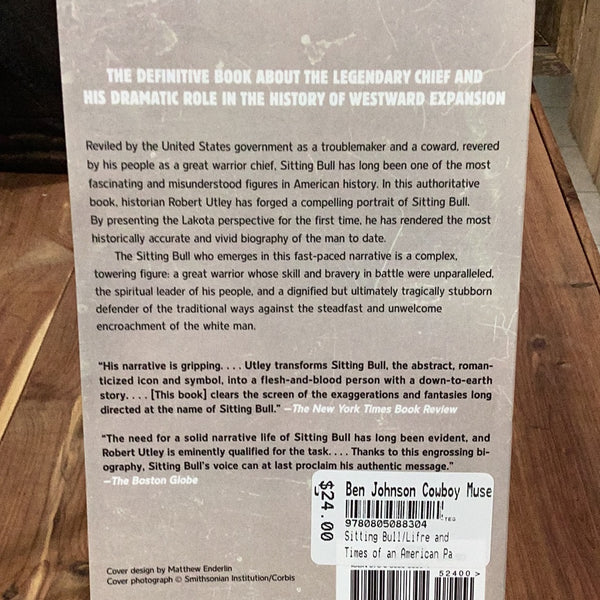 THE DEFINITIVE BOOK ABOUT THE LEGENDARY CHIEF AND
HIS DRAMATIC ROLE IN THE HISTORY OF WESTWARD EXPANSION
Reviled by the United States government as a troublemaker and a coward, revered
by his people as a great warrior chief, Sitting Bull has long been one of the most
fascinating and misunderstood figures in American history. In this authoritative
book, historian Robert Utley has forged a compelling portrait of Sitting Bull.
By presenting the Lakota perspective for the first time, he has rendered the most
historically accurate and vivid biography of the man to date.
The Sitting Bull who emerges in this fast-paced narrative is a complex,
towering figure: a great warrior whose skill and bravery in battle were unparalleled,
the spiritual leader of his people, and a dignified but ultimately tragically stubborn
defender of the traditional ways against the steadfast and unwelcome
encroachment of the white man.
“His narrative is gripping. . . . Utley transforms Sitting Bull, the abstract, roman-
ticized icon and symbol, into a flesh-and-blood person with a down-to-earth
story. . . . [This book] clears the screen of the exaggerations and fantasies long
directed at the name of Sitting Bull.” —The New York Times Book Review
“The need for a solid narrative life of Sitting Bull has long been evident, and
Robert Utley is eminently qualified for the task. . . . Thanks to this engrossing bi-
ography, Sitting Bull’s voice can at last proclaim his authentic message.”
—The Boston Globe
$24.00
Ben Johnson Cowboy Muse
TEG
9780805088304
Sitting Bull/Lifre and
Times of an American Pa
52400>
Cover design by Matthew Enderlin
Cover photograph © Smithsonian Institution/Corbis